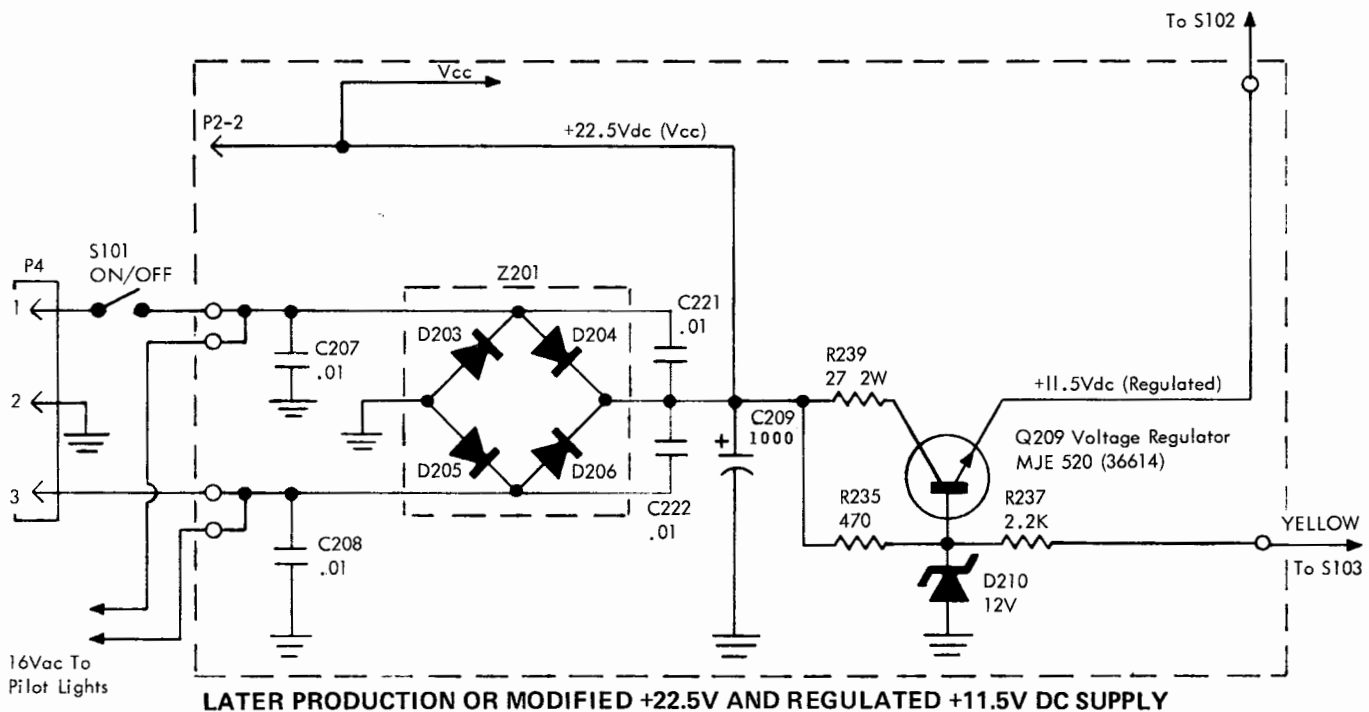 To S102
Vcc
P2-2
+22.5Vdc (Vcc)
S101
ON/OFF
P4
1
2
3
Z201
D203
D204
D205
D206
C207
.01
C208
.01
C221
.01
C222
.01
C209
1000
+
R239
27 2W
+11.5Vdc (Regulated)
Q209 Voltage Regulator
MJE 520 (36614)
R235
470
R237
2.2K
YELLOW
To S103
D210
12V
16Vac To
Pilot Lights
LATER PRODUCTION OR MODIFIED +22.5V AND REGULATED +11.5V DC SUPPLY